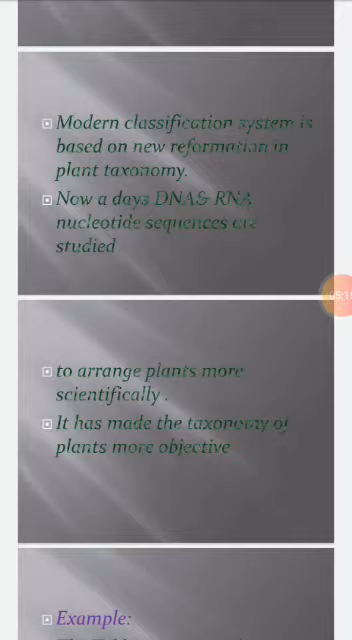 Modern classification system is
based on new reformation in
plant taxonomy.
Now a days DNA& RNA
nucleotide sequences are
studied
to arrange plants more
scientifically .
It has made the taxonomy of
plants more objective
Example: